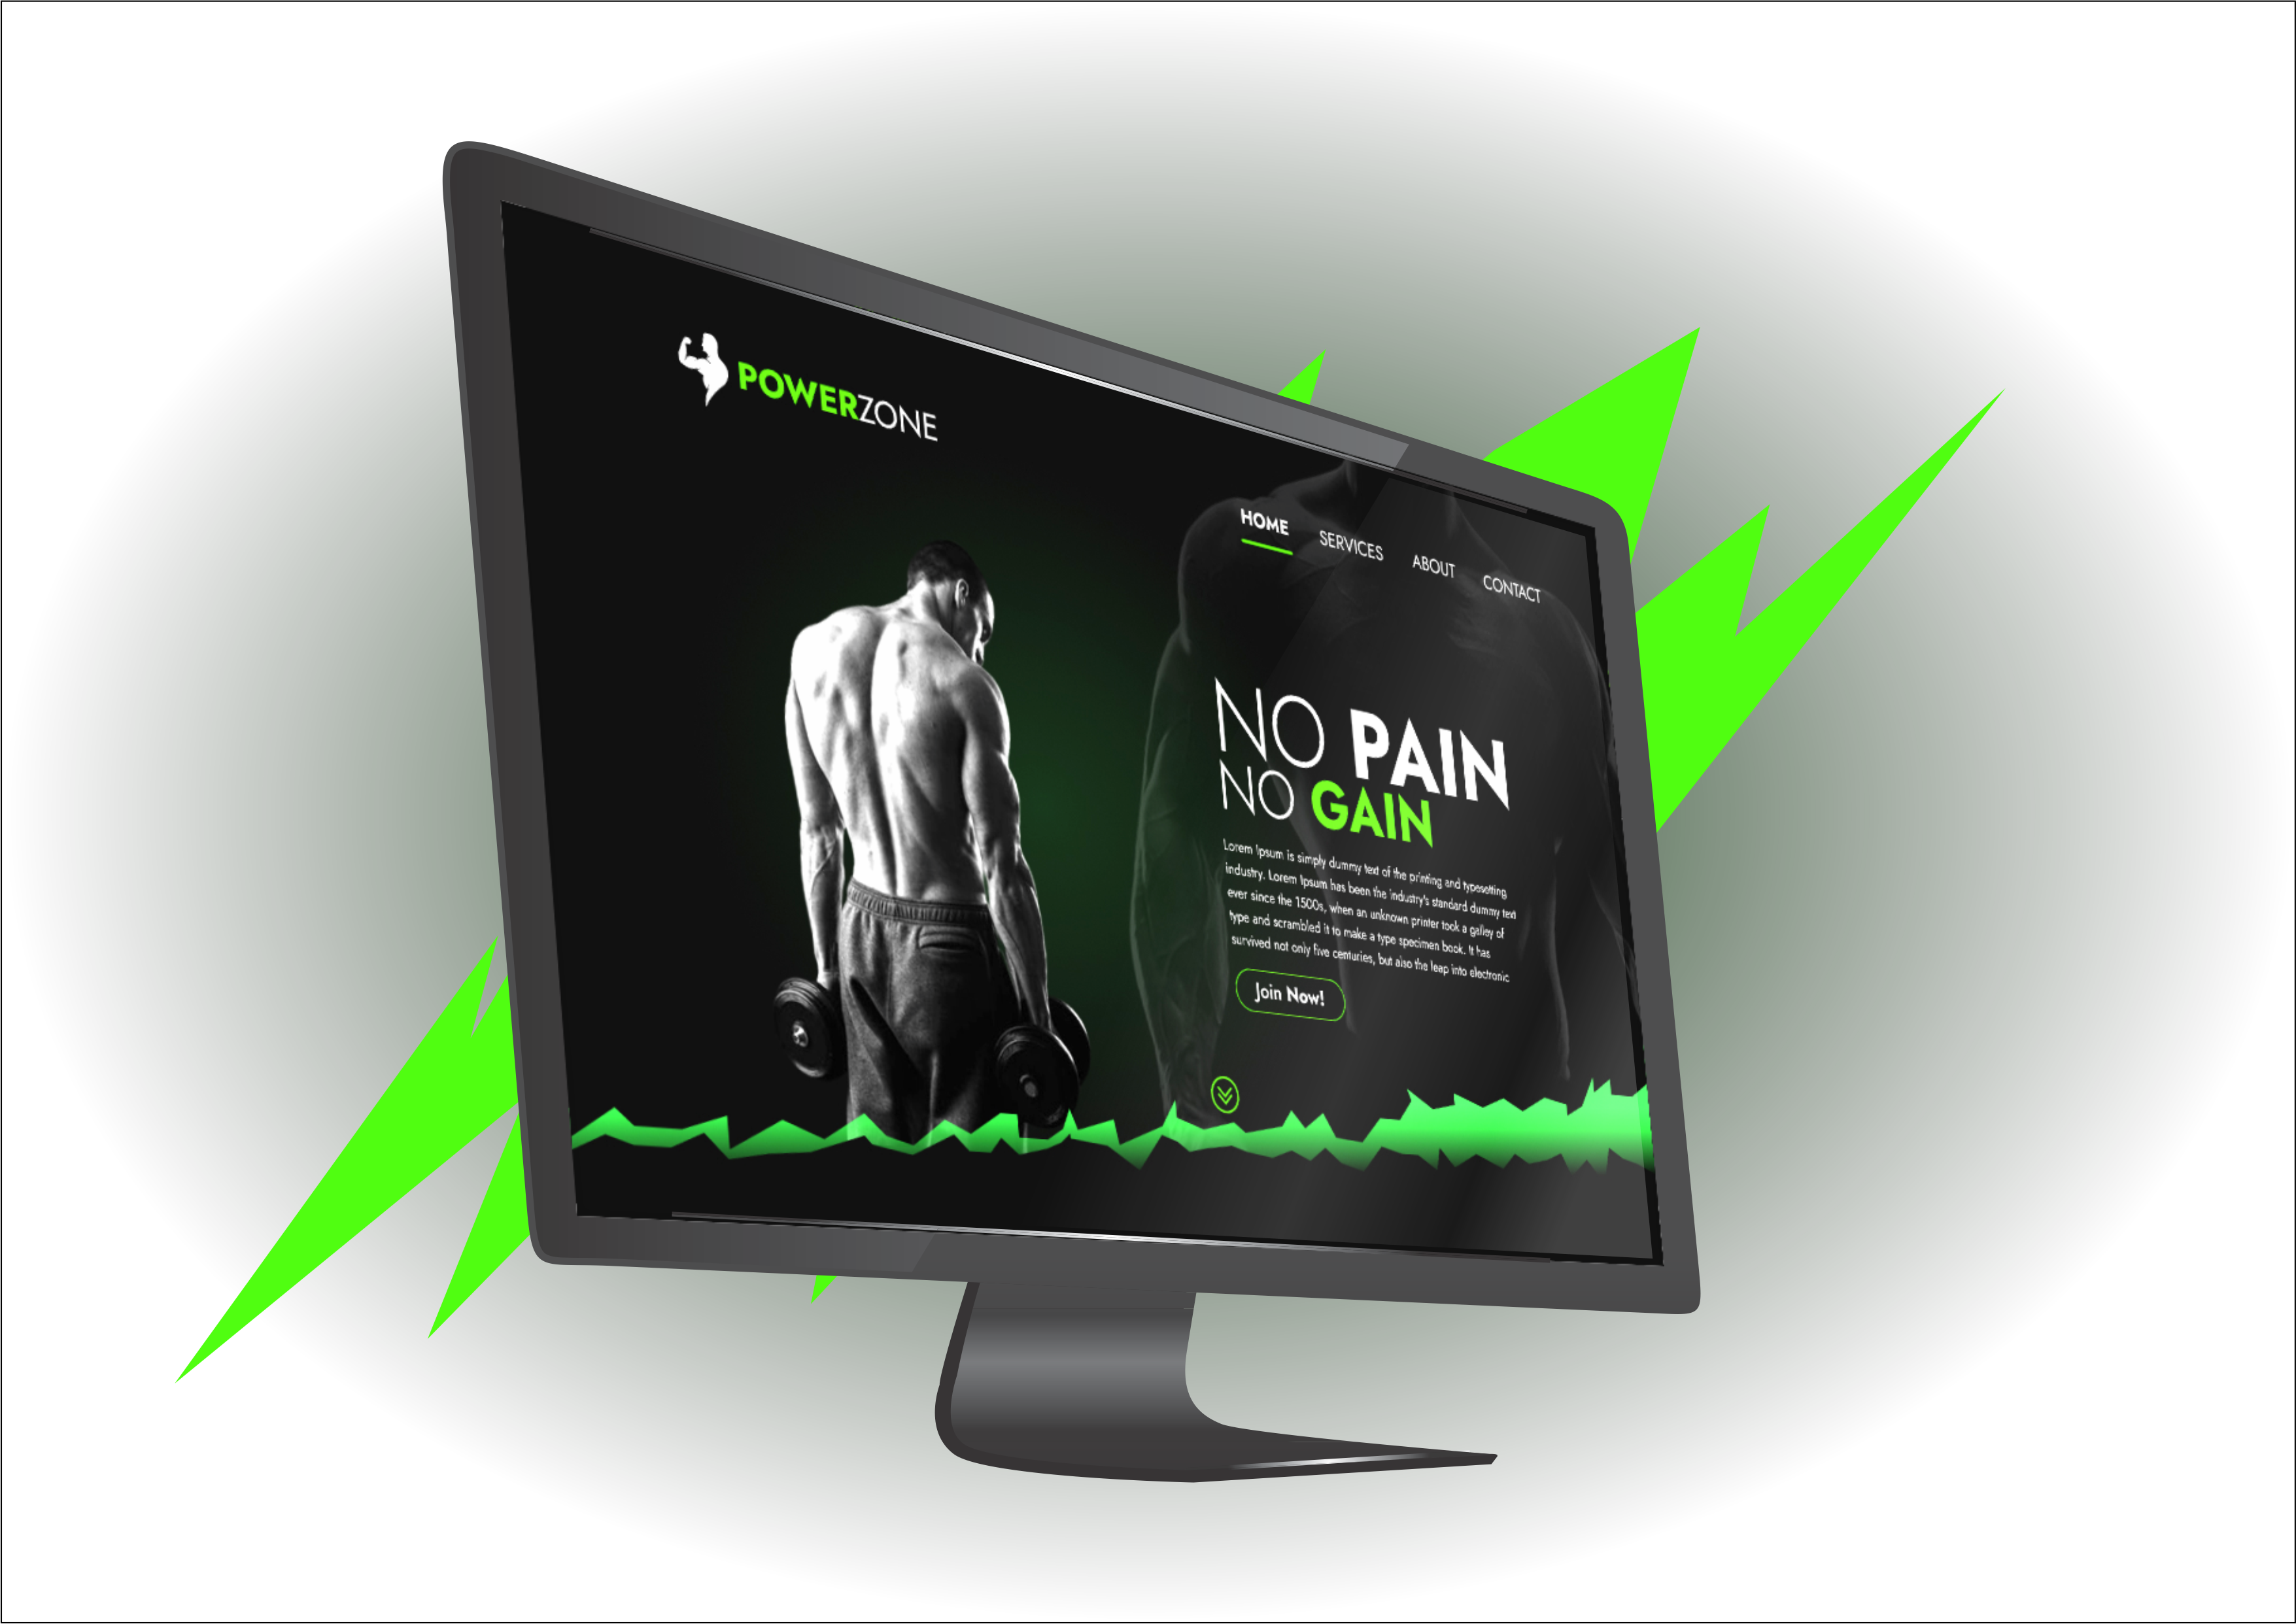 POWERZONE
HOME SERVICES ABOUT CONTACT
NO PAIN
NO GAIN
Lorem Ipsum is simply dummy text of the printing and typesetting
industry. Lorem Ipsum has been the industry's standard dummy text
ever since the 1500s, when an unknown printer took a galley of
type and scrambled it to make a type specimen book. It has
survived not only five centuries, but also the leap into electronic
Join Now!